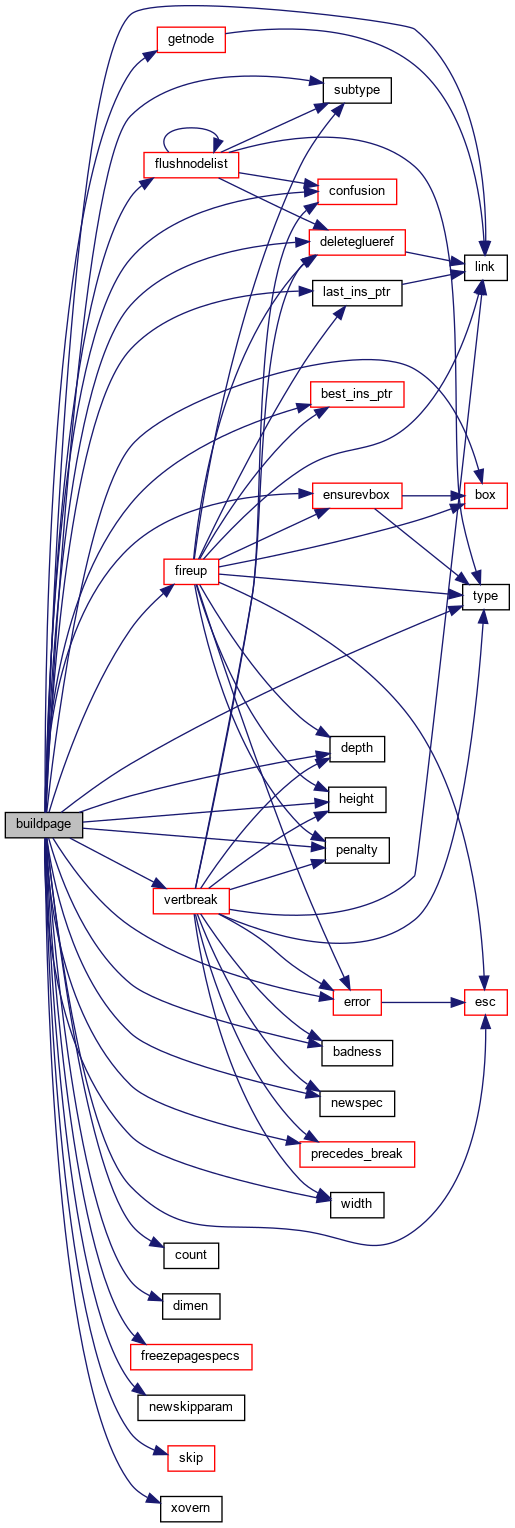 getnode
subtype
flushnodelist
confusion
deleteglueref
link
last_ins_ptr
best_ins_ptr
ensurevbox
box
fireup
type
depth
height
buildpage
penalty
vertbreak
error
esc
badness
newspec
precedes_break
width
count
dimen
freezepagespecs
newskipparam
skip
xovern